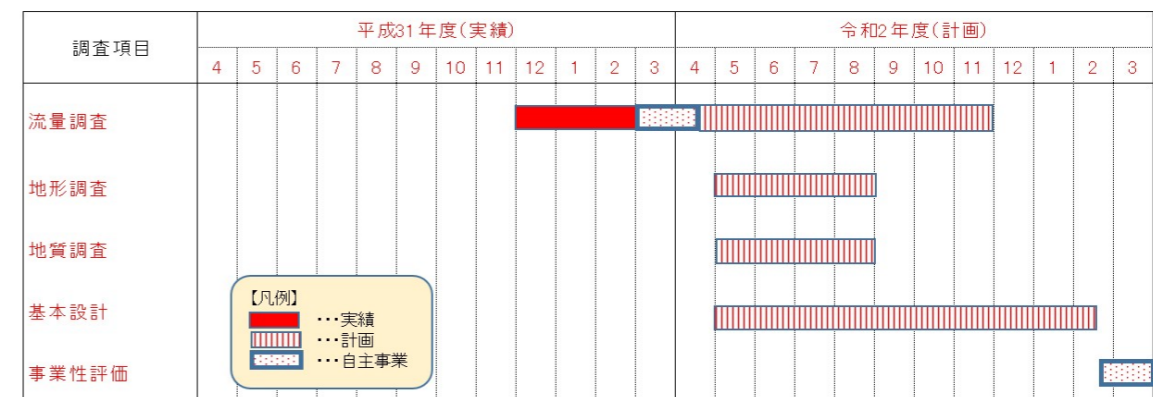 調査項目
平成31年度(実績)
令和2年度(計画)
4 5 6 7 8 9 10 11 12 1 2 3 4 5 6 7 8 9 10 11 12 1 2 3
流量調査
地形調査
地質調査
基本設計
事業性評価
【凡例】
･･･実績
･･･計画
･･･自主事業